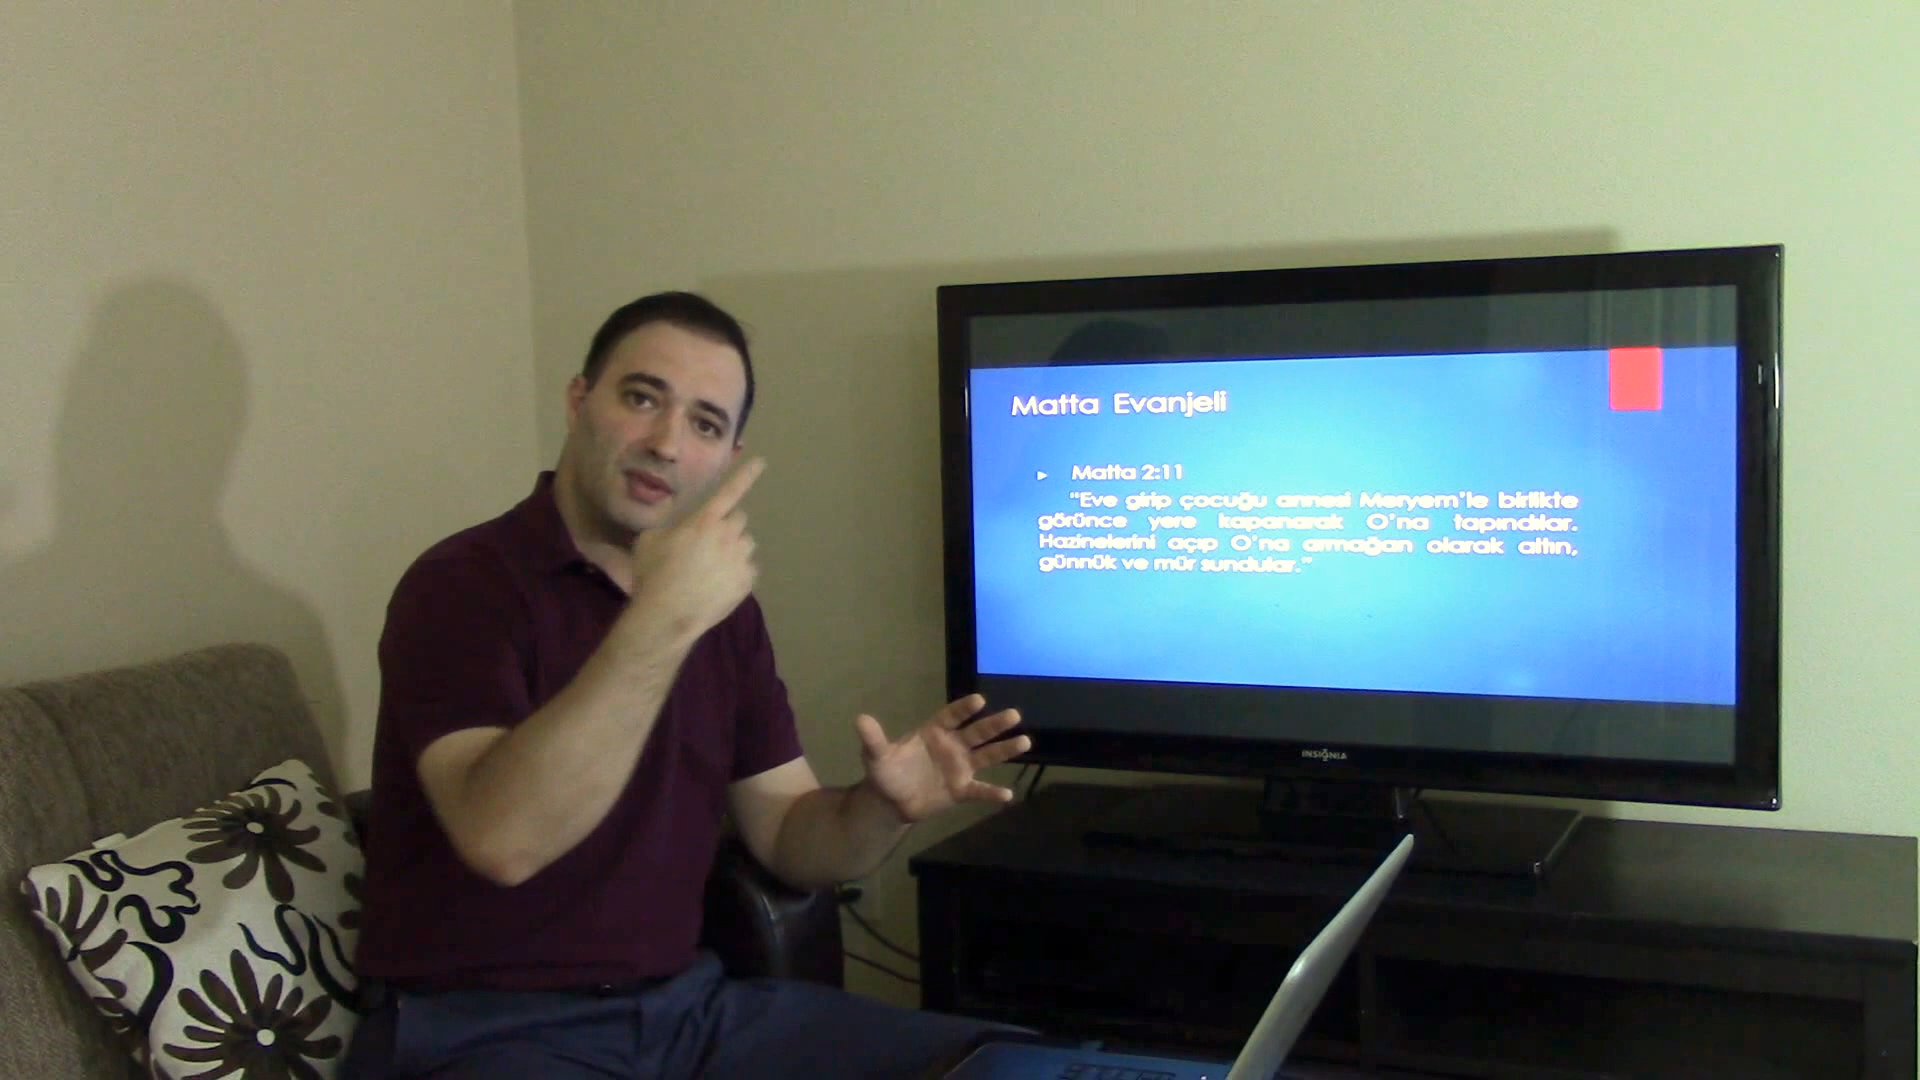 Matta Evanjeli
Matta 2:11
"Eve girip çocuğu annesi Meryem'le birlikte
görünce yere kapanarak O'na tapındılar.
Hazinelerini açıp O'na armağan olarak altın,
günnük ve mür sundular."
INSIGNIA